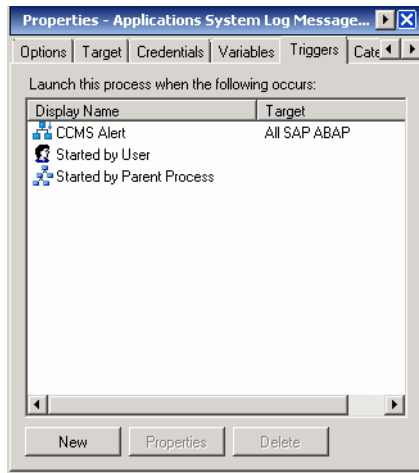 Properties - Applications System Log Message...
Options Target Credentials Variables Triggers Cate
Launch this process when the following occurs:
Display Name Target
CCMS Alert All SAP ABAP
Started by User
Started by Parent Process
New Properties Delete